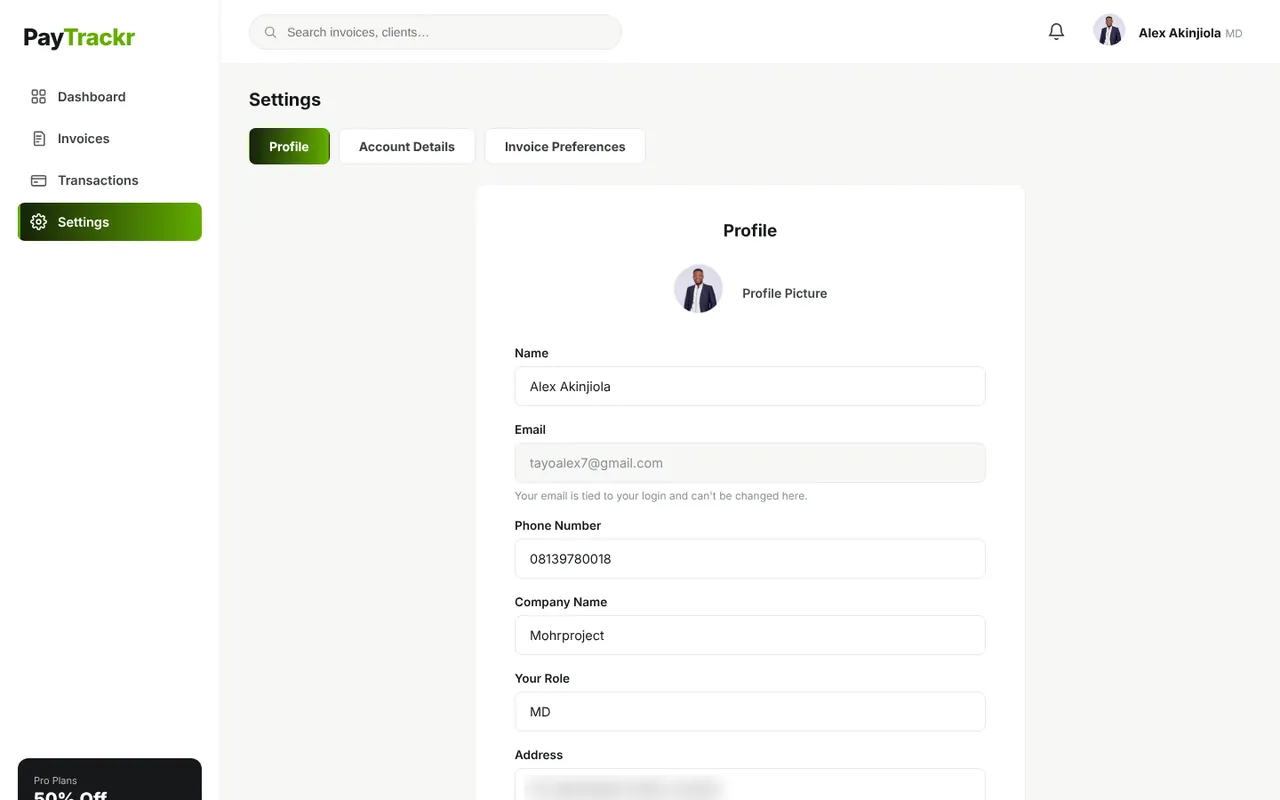 PayTrackr
Search invoices, clients...
Alex Akinjiola MD
Dashboard
Invoices
Transactions
Settings
Settings
Profile
Account Details
Invoice Preferences
Profile
Profile Picture
Name
Alex Akinjiola
Email
tayoalex7@gmail.com
Your email is tied to your login and can't be changed here.
Phone Number
08139780018
Company Name
Mohrproject
Your Role
MD
Address
Pro Plans
50% Off